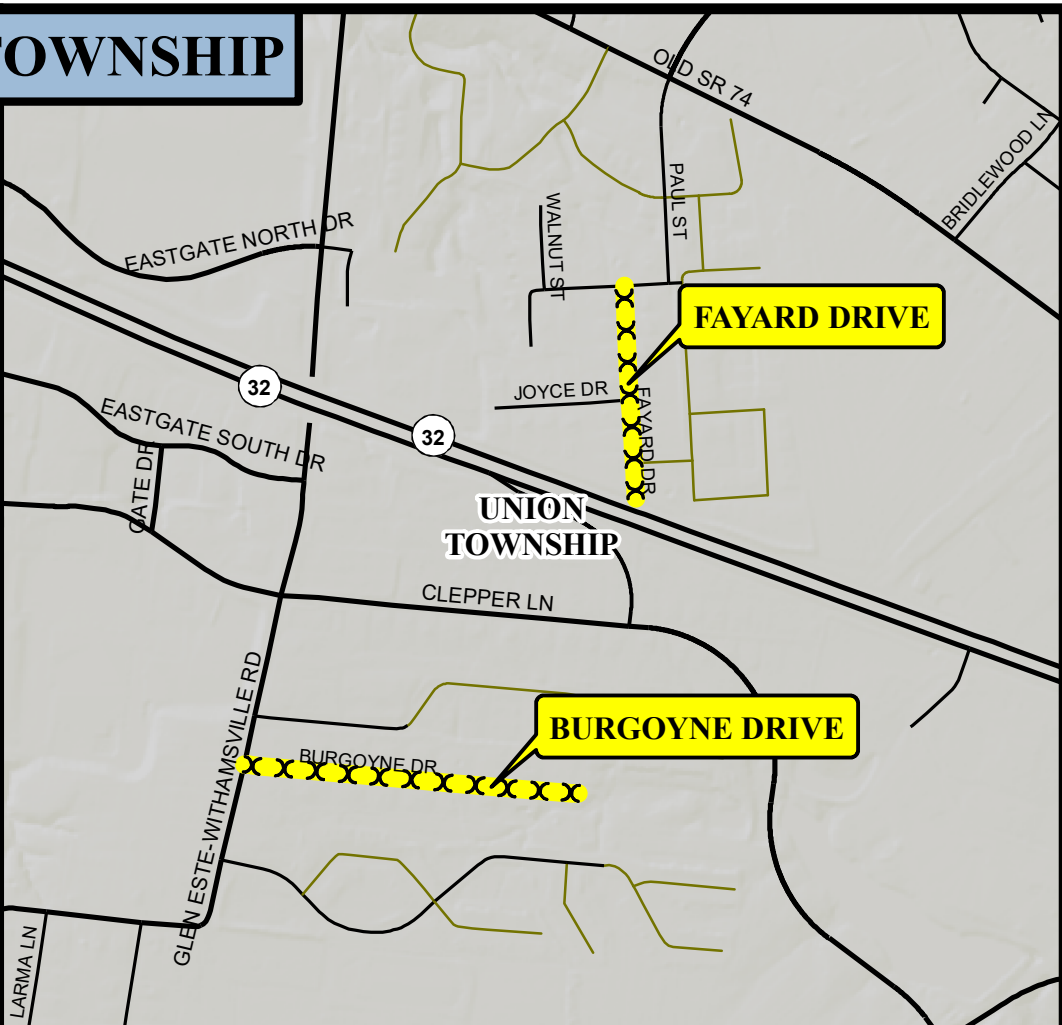 TOWNSHIP
OLD SR 74
BRIDLEWOOD LN
PAUL ST
WALNUT ST
EASTGATE NORTH DR
FAYARD DRIVE
32
JOYCE DR
FAYARD DR
EASTGATE SOUTH DR
32
GATE DR
UNION
TOWNSHIP
CLEPPER LN
GLEN ESTE-WITHAMSVILLE RD
BURGOYNE DRIVE
BURGOYNE DR
LARMA LN